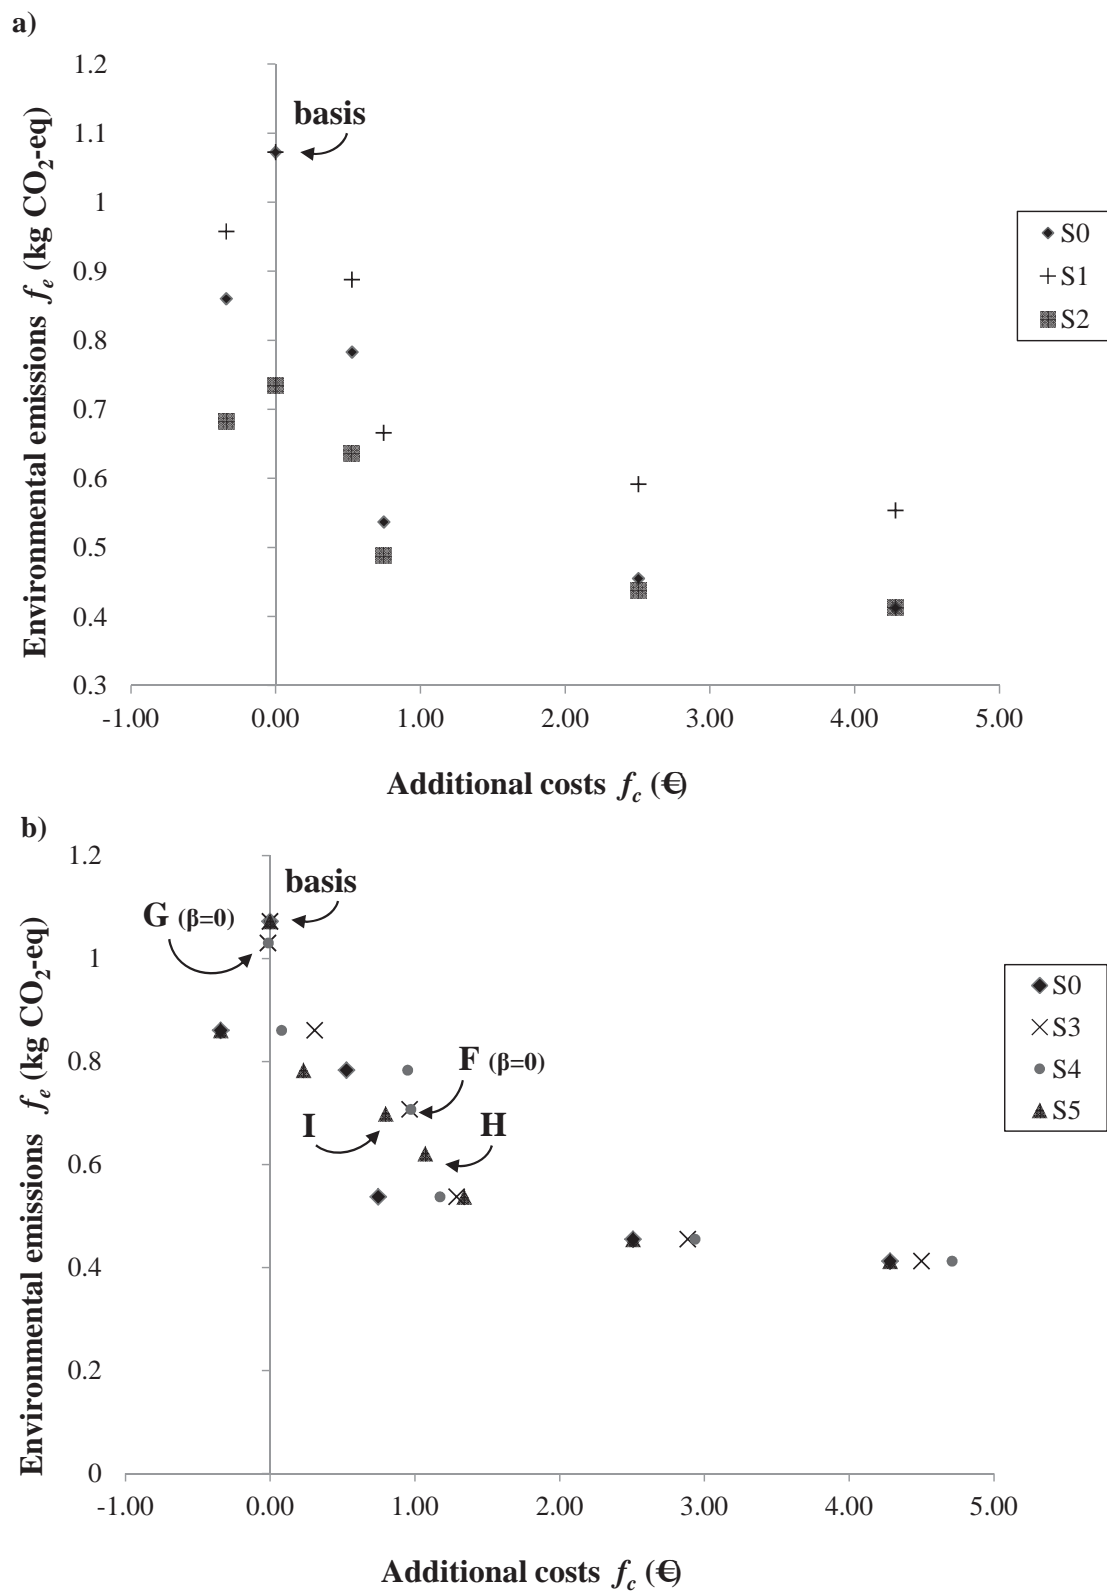 a)
1.2
1.1
1
0.9
0.8
0.7
0.6
0.5
0.4
0.3
-1.00 0.00 1.00 2.00 3.00 4.00 5.00
Environmental emissions fe (kg CO2-eq)
Additional costs fc (€)
basis
S0
S1
S2
b)
1.2
1
0.8
0.6
0.4
0.2
0
-1.00 0.00 1.00 2.00 3.00 4.00 5.00
Environmental emissions fe (kg CO2-eq)
Additional costs fc (€)
basis
G (β=0)
F (β=0)
I
H
S0
S3
S4
S5